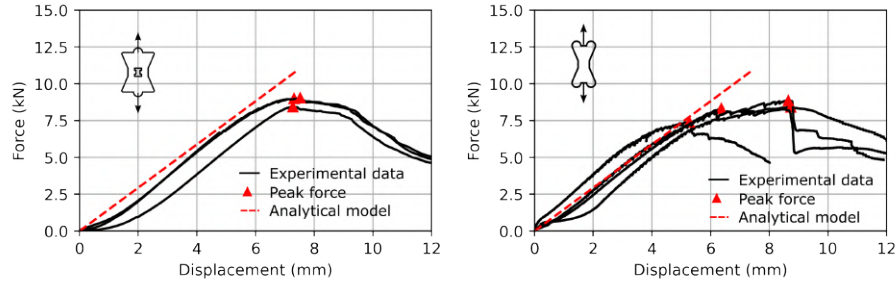 15.0
12.5
10.0
7.5
5.0
2.5
0.0
Force (kN)
Experimental data
Peak force
Analytical model
0 2 4 6 8 10 12
Displacement (mm)
15.0
12.5
10.0
7.5
5.0
2.5
0.0
Force (kN)
Experimental data
Peak force
Analytical model
0 2 4 6 8 10 12
Displacement (mm)